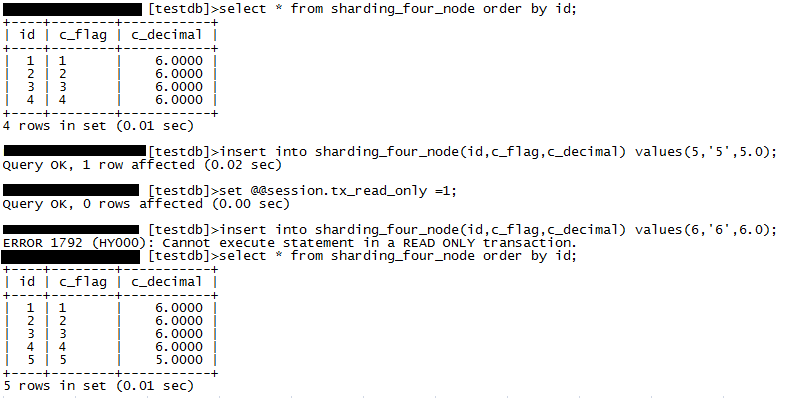 [testdb]>select * from sharding_four_node order by id;
+----+--------+-----------+
| id | c_flag | c_decimal |
+----+--------+-----------+
|  1 | 1      |    6.0000 |
|  2 | 2      |    6.0000 |
|  3 | 3      |    6.0000 |
|  4 | 4      |    6.0000 |
+----+--------+-----------+
4 rows in set (0.01 sec)
[testdb]>insert into sharding_four_node(id,c_flag,c_decimal) values(5,'5',5.0);
Query OK, 1 row affected (0.02 sec)
[testdb]>set @@session.tx_read_only =1;
Query OK, 0 rows affected (0.00 sec)
[testdb]>insert into sharding_four_node(id,c_flag,c_decimal) values(6,'6',6.0);
ERROR 1792 (HY000): Cannot execute statement in a READ ONLY transaction.
[testdb]>select * from sharding_four_node order by id;
+----+--------+-----------+
| id | c_flag | c_decimal |
+----+--------+-----------+
|  1 | 1      |    6.0000 |
|  2 | 2      |    6.0000 |
|  3 | 3      |    6.0000 |
|  4 | 4      |    6.0000 |
|  5 | 5      |    5.0000 |
+----+--------+-----------+
5 rows in set (0.01 sec)